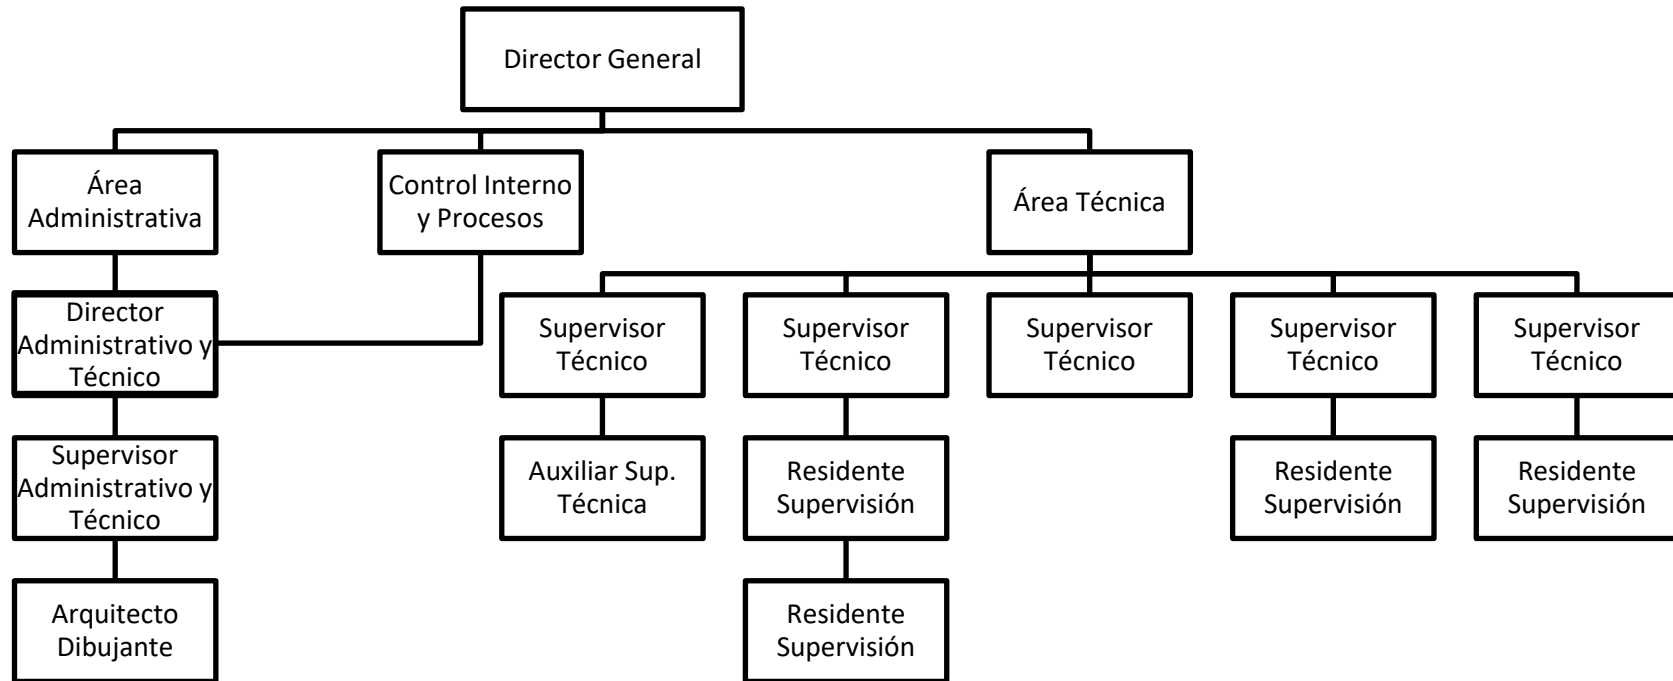 Director General
Área
Administrativa
Control Interno
y Procesos
Área Técnica
Director
Administrativo y
Técnico
Supervisor
Técnico
Supervisor
Técnico
Supervisor
Técnico
Supervisor
Técnico
Supervisor
Técnico
Supervisor
Administrativo y
Técnico
Auxiliar Sup.
Técnica
Residente
Supervisión
Residente
Supervisión
Residente
Supervisión
Arquitecto
Dibujante
Residente
Supervisión